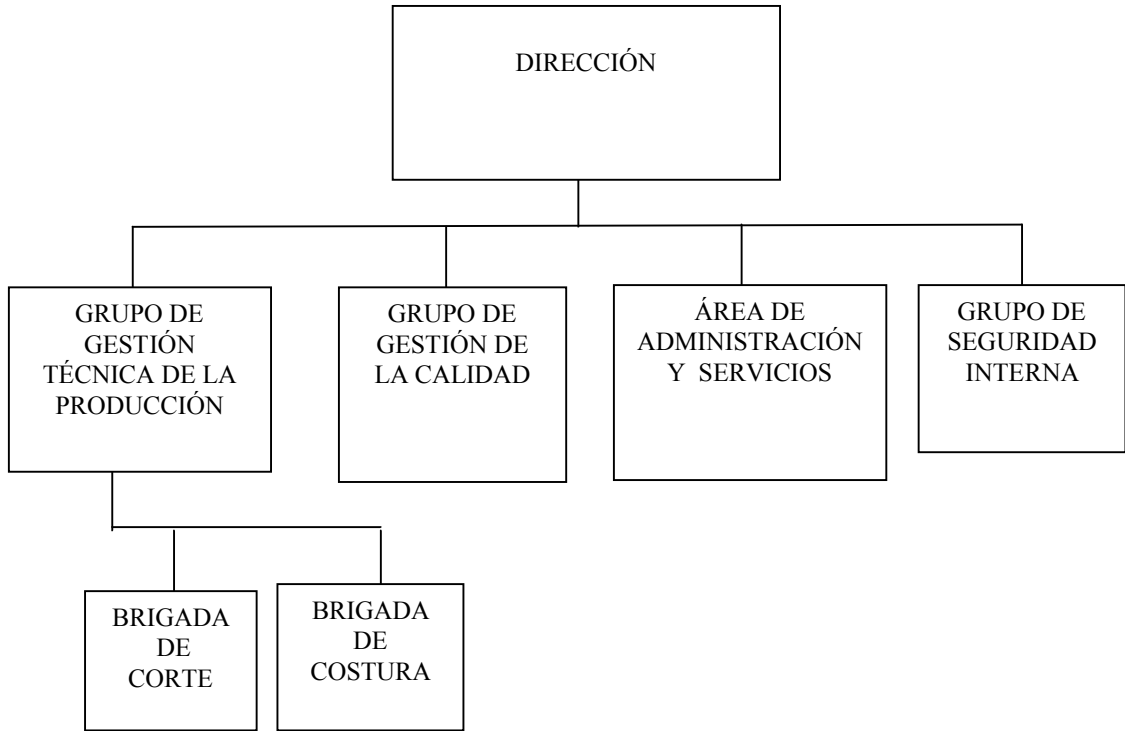 DIRECCIÓN
GRUPO DE
GESTIÓN
TÉCNICA DE LA
PRODUCCIÓN
GRUPO DE
GESTIÓN DE
LA CALIDAD
ÁREA DE
ADMINISTRACIÓN
Y SERVICIOS
GRUPO DE
SEGURIDAD
INTERNA
BRIGADA
DE
CORTE
BRIGADA
DE
COSTURA